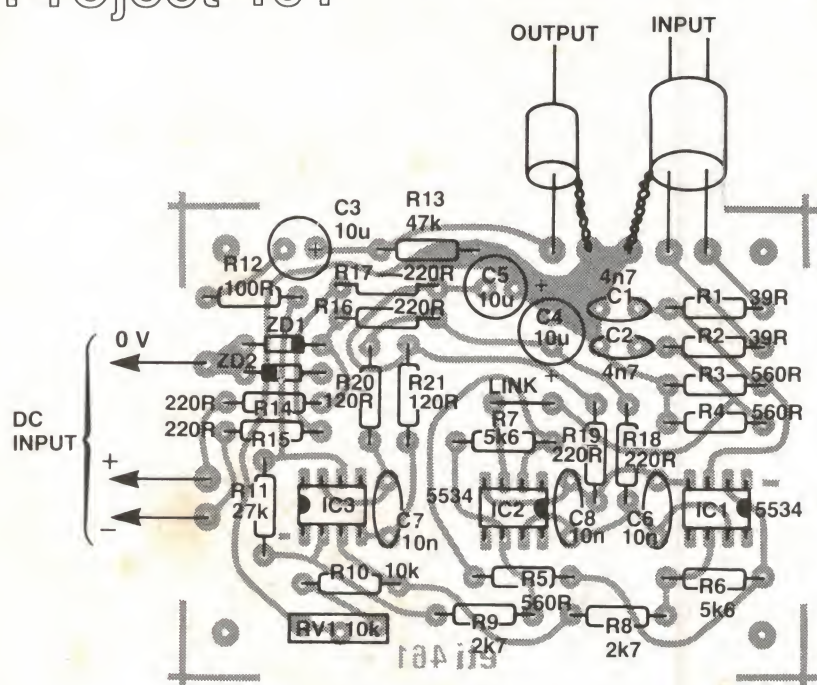 Project 461
OUTPUT
INPUT
C3
10u
R13
47k
R12
100R
R17
220R
C5
10u
+
4n7
C1
R1
39R
R16
220R
C4
10u
+
C2
4n7
R2
39R
ZD1
0 V
ZD2
R20
120R
R21
120R
LINK
R3
560R
R4
560R
220R
R14
220R
R15
DC
INPUT
+
–
R7
5k6
R19
220R
R18
220R
R11
27k
IC3
C7
10n
5534
IC2
C8
10n
C6
10n
IC1
5534
R10
10k
R5
560R
R6
5k6
RV1 10k
R9
2k7
R8
2k7
eti 461